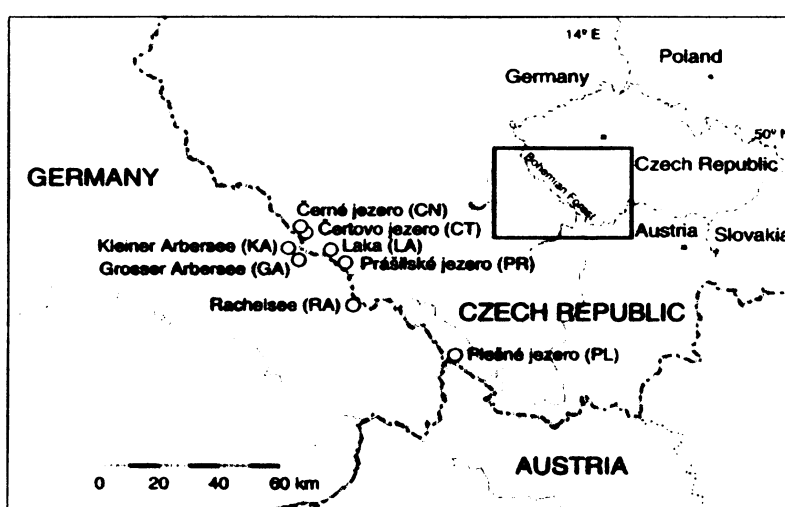 14° E
Poland
Germany
50° N
Bohemian Forest
Czech Republic
GERMANY
Černé jezero (CN)
Čertovo jezero (CT)
Austria
Slovakia
Kleiner Arbersee (KA)
Laka (LA)
Grosser Arbersee (GA)
Prášilské jezero (PR)
Rachelsee (RA)
CZECH REPUBLIC
Plešné jezero (PL)
AUSTRIA
0 20 40 60 km